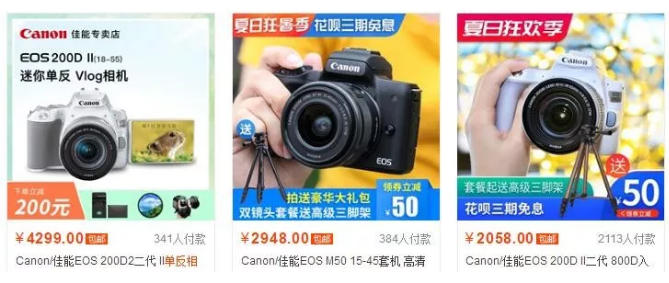 Canon 佳能专卖店
EOS 200D II(18-55)
迷你单反 Vlog相机
下单立减
200元
¥4299.00 包邮 341人付款
Canon/佳能EOS 200D2二代 II单反相
夏日狂暑季 花呗三期免息
Canon
EOS
送
拍送豪华大礼包
双镜头套餐送高级三脚架
领券立减
¥50
¥2948.00 包邮 384人付款
Canon/佳能EOS M50 15-45套机 高清
夏日狂欢季
Canon
送
套餐起送高级三脚架
花呗三期免息
¥50
领券立减
¥2058.00 包邮 2113人付款
Canon/佳能EOS 200D II二代 800D入